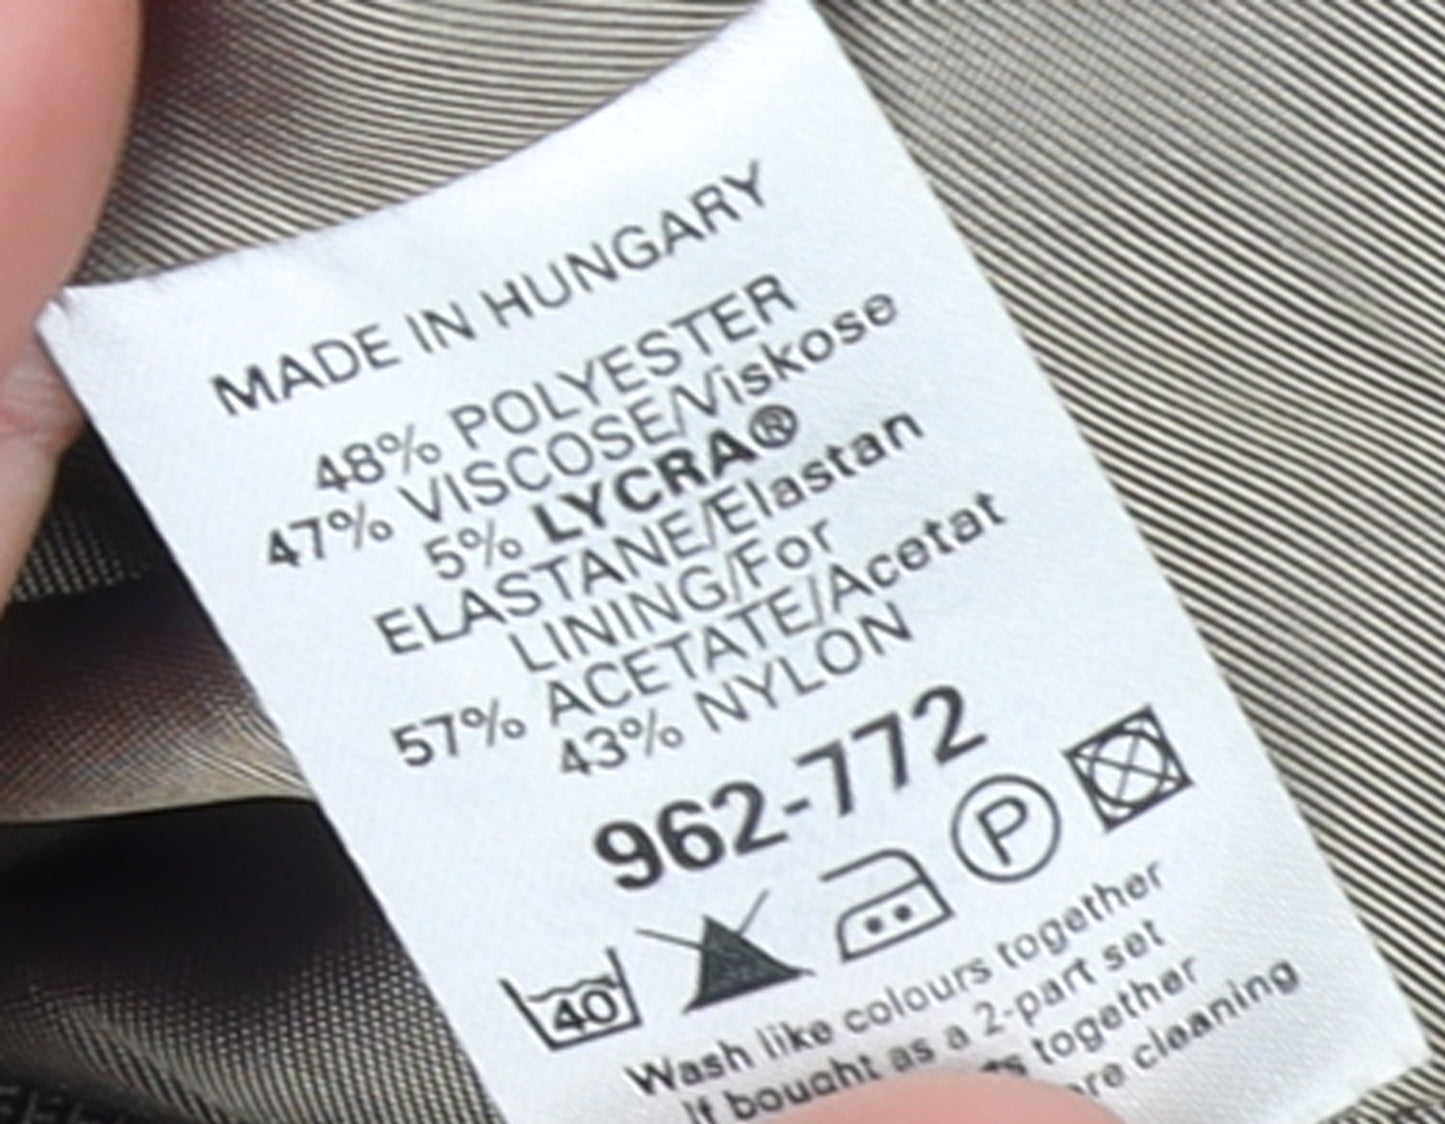 MADE IN HUNGARY
48% POLYESTER
47% VISCOSE/Viskose
5% LYCRA®
ELASTANE/Elastan
LINING/For
57% ACETATE/Acetat
43% NYLON
962-772
40
P
Wash like colours together
If bought as a 2-part set
together
cleaning